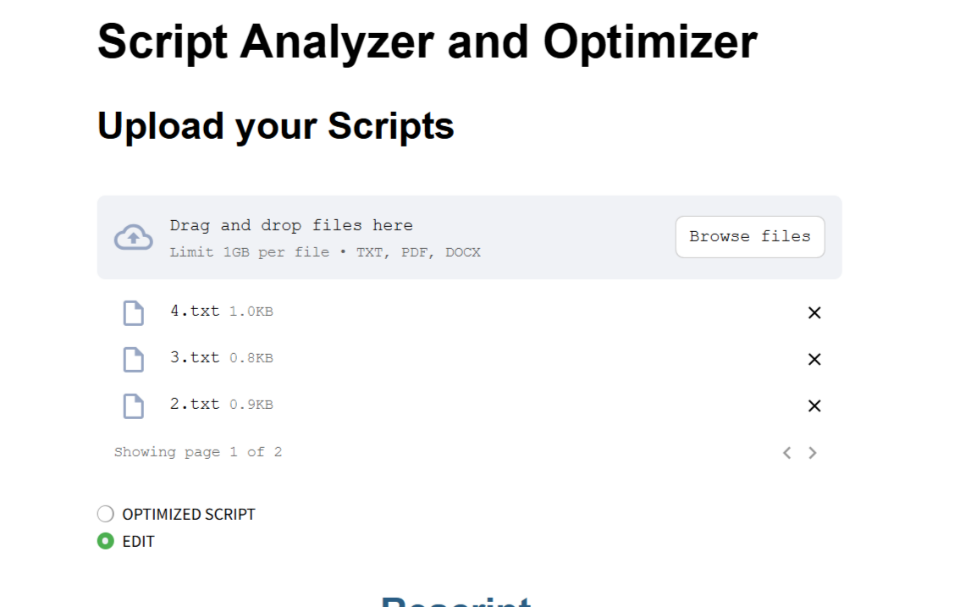 Script Analyzer and Optimizer
Upload your Scripts
Drag and drop files here
Limit 1GB per file • TXT, PDF, DOCX
Browse files
4.txt 1.0KB
3.txt 0.8KB
2.txt 0.9KB
Showing page 1 of 2
OPTIMIZED SCRIPT
EDIT